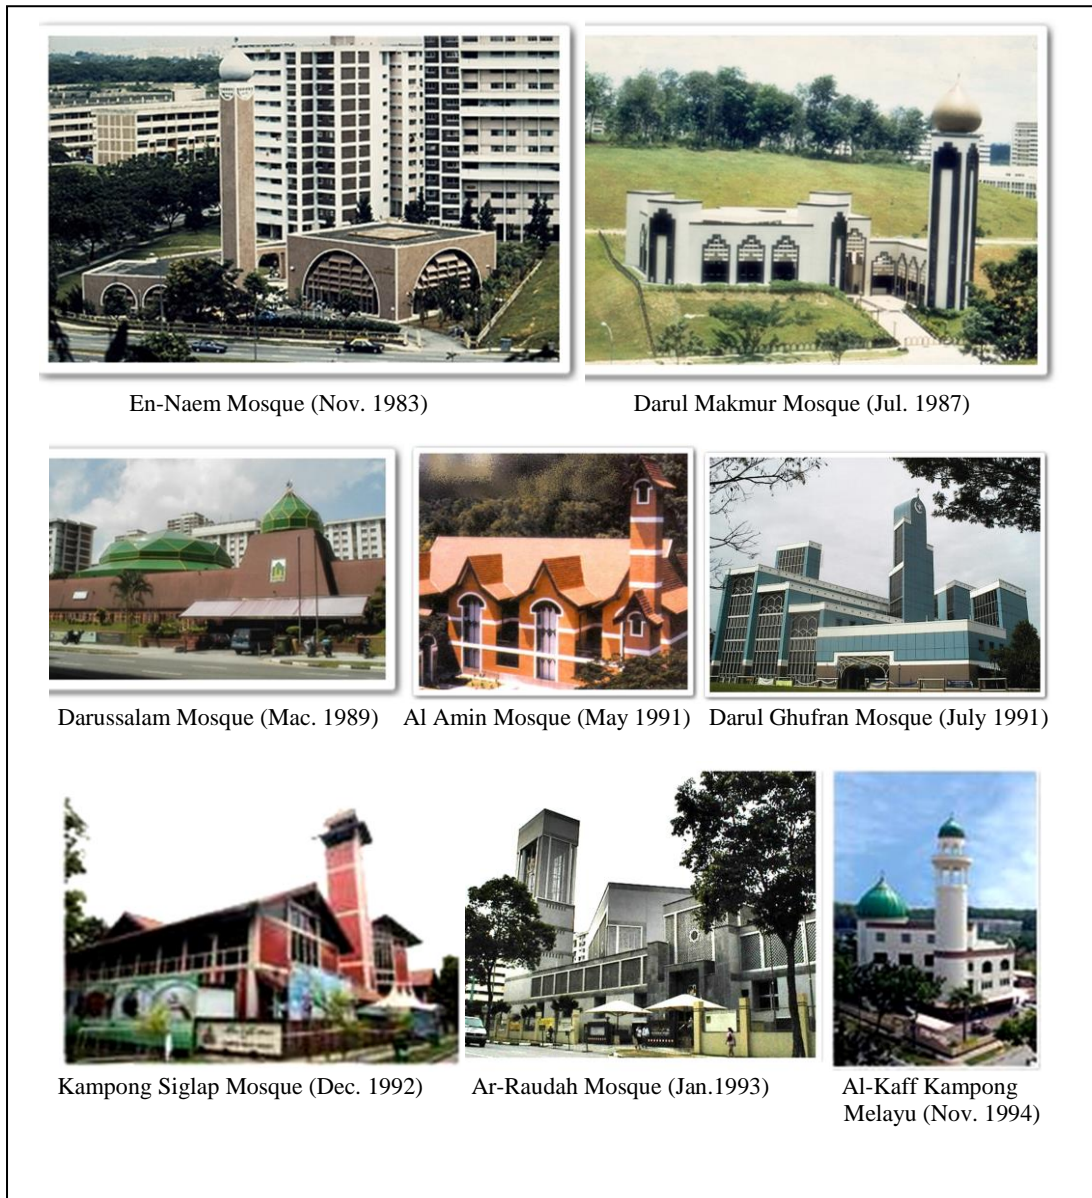 En-Naem Mosque (Nov. 1983)
Darul Makmur Mosque (Jul. 1987)
Darussalam Mosque (Mac. 1989)
Al Amin Mosque (May 1991)
Darul Ghufran Mosque (July 1991)
Kampong Siglap Mosque (Dec. 1992)
Ar-Raudah Mosque (Jan.1993)
Al-Kaff Kampong
Melayu (Nov. 1994)